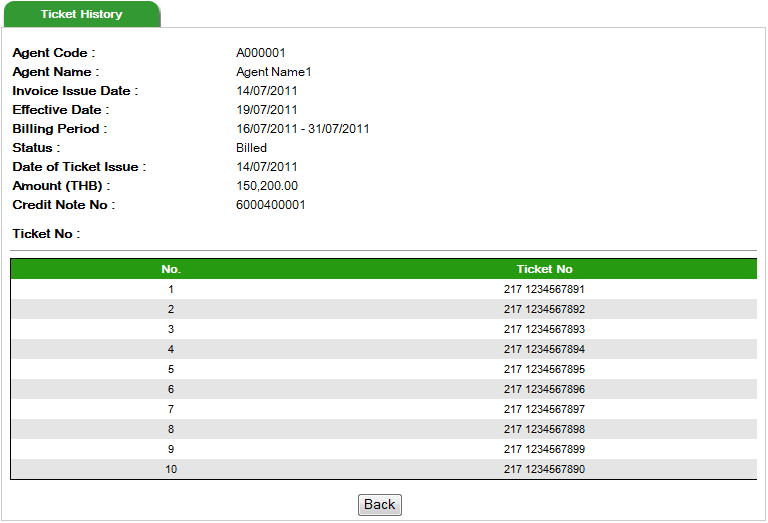 Ticket History
Agent Code : A000001
Agent Name : Agent Name1
Invoice Issue Date : 14/07/2011
Effective Date : 19/07/2011
Billing Period : 16/07/2011 - 31/07/2011
Status : Billed
Date of Ticket Issue : 14/07/2011
Amount (THB) : 150,200.00
Credit Note No : 6000400001
Ticket No :
No. Ticket No
1 217 1234567891
2 217 1234567892
3 217 1234567893
4 217 1234567894
5 217 1234567895
6 217 1234567896
7 217 1234567897
8 217 1234567898
9 217 1234567899
10 217 1234567890
Back